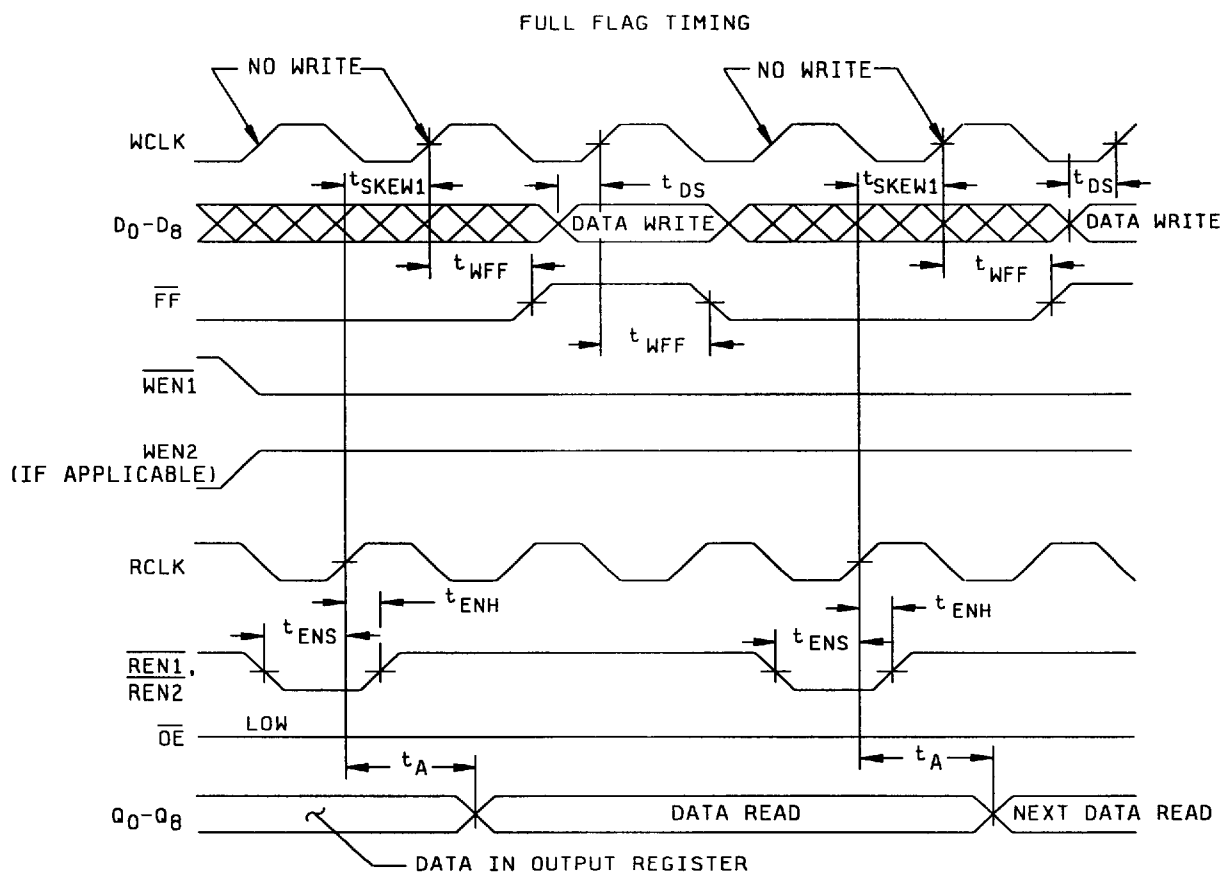 FULL FLAG TIMING
NO WRITE
NO WRITE
WCLK
tSKEW1
tDS
tSKEW1
tDS
D0-D8
DATA WRITE
DATA WRITE
tWFF
tWFF
FF
tWFF
WEN1
WEN2
(IF APPLICABLE)
RCLK
tENH
tENH
tENS
tENS
REN1,
REN2
LOW
OE
tA
tA
Q0-Q8
DATA READ
NEXT DATA READ
DATA IN OUTPUT REGISTER